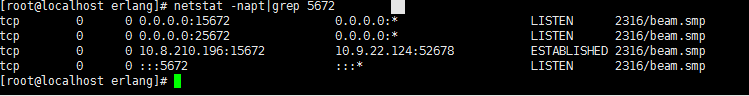 [root@localhost erlang]# netstat -napt|grep 5672
tcp 0 0 0.0.0.0:15672 0.0.0.0:* LISTEN 2316/beam.smp
tcp 0 0 0.0.0.0:25672 0.0.0.0:* LISTEN 2316/beam.smp
tcp 0 0 10.8.210.196:15672 10.9.22.124:52678 ESTABLISHED 2316/beam.smp
tcp 0 0 :::5672 :::* LISTEN 2316/beam.smp
[root@localhost erlang]#